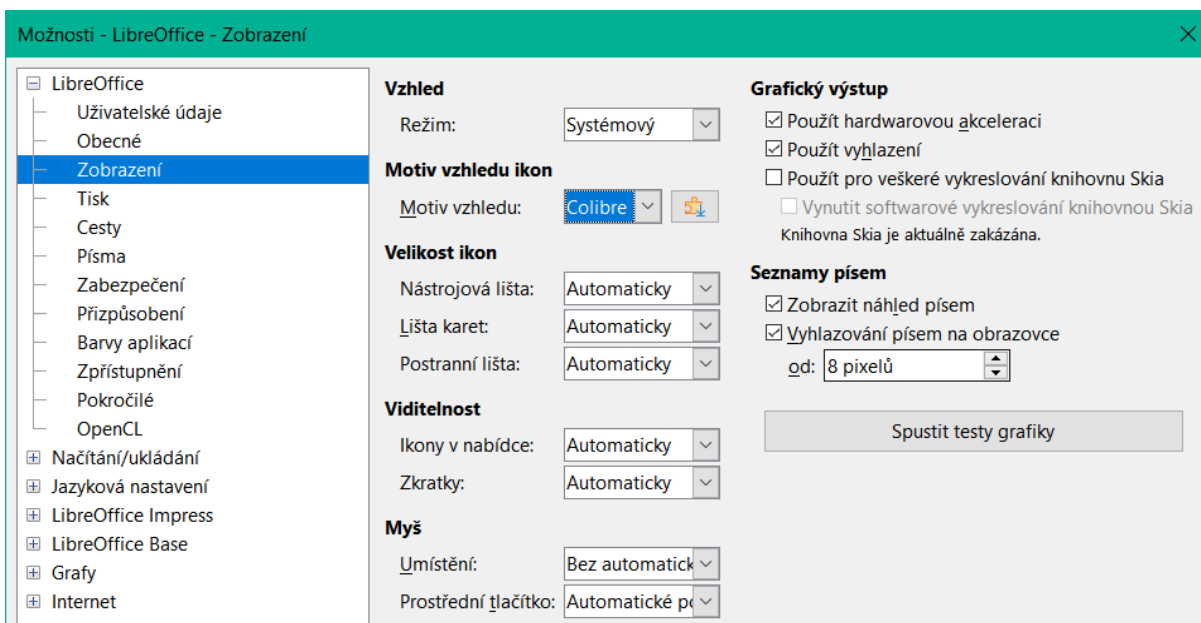 Možnosti - LibreOffice - Zobrazení
LibreOffice
Uživatelské údaje
Obecné
Zobrazení
Tisk
Cesty
Písma
Zabezpečení
Přizpůsobení
Barvy aplikací
Zpřístupnění
Pokročilé
OpenCL
Načítání/ukládání
Jazyková nastavení
LibreOffice Impress
LibreOffice Base
Grafy
Internet
Vzhled
Režim: Systémový
Motiv vzhledu ikon
Motiv vzhledu: Colibre
Velikost ikon
Nástrojová lišta: Automaticky
Lišta karet: Automaticky
Postranní lišta: Automaticky
Viditelnost
Ikony v nabídce: Automaticky
Zkratky: Automaticky
Myš
Umístění: Bez automatick
Prostřední tlačítko: Automatické po
Grafický výstup
Použít hardwarovou akceleraci
Použít vyhlazení
Použít pro veškeré vykreslování knihovnu Skia
Vynutit softwarové vykreslování knihovnou Skia
Knihovna Skia je aktuálně zakázána.
Seznamy písem
Zobrazit náhled písem
Vyhlazování písem na obrazovce
od: 8 pixelů
Spustit testy grafiky